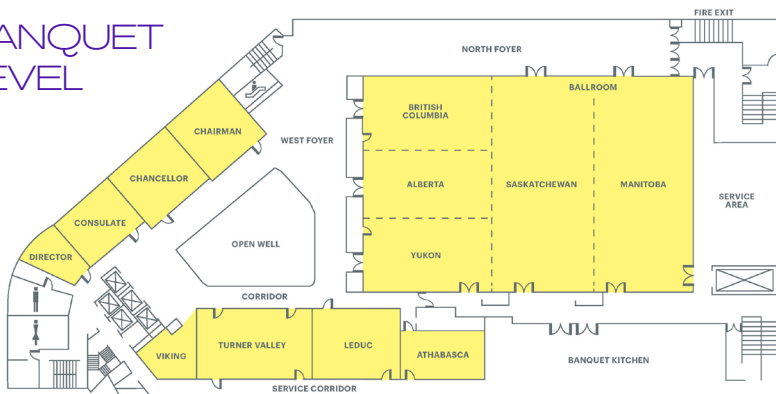 ANQUET
EVEL
FIRE EXIT
NORTH FOYER
BALLROOM
BRITISH
COLUMBIA
CHAIRMAN
WEST FOYER
CHANCELLOR
ALBERTA
SASKATCHEWAN
MANITOBA
SERVICE
AREA
CONSULATE
OPEN WELL
DIRECTOR
YUKON
CORRIDOR
VIKING
TURNER VALLEY
LEDUC
ATHABASCA
BANQUET KITCHEN
SERVICE CORRIDOR